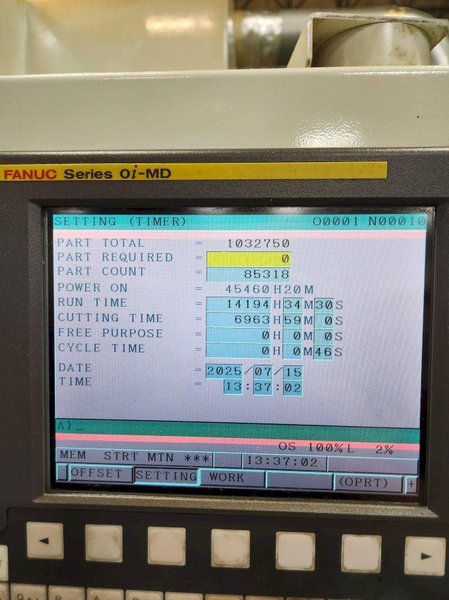 FANUC Series 0i-MD
SETTING (TIMER) O0001 N00010
PART TOTAL = 1032750
PART REQUIRED = 0
PART COUNT = 85318
POWER ON = 45460H20M
RUN TIME = 14194H34M30S
CUTTING TIME = 6963H59M 0S
FREE PURPOSE = 0H 0M 0S
CYCLE TIME = 0H 0M46S
DATE = 2025/07/15
TIME = 13:37:02
A)_
OS 100% L 2%
MEM STRT MTN *** 13:37:02
OFFSET SETTING WORK (OPRT) +